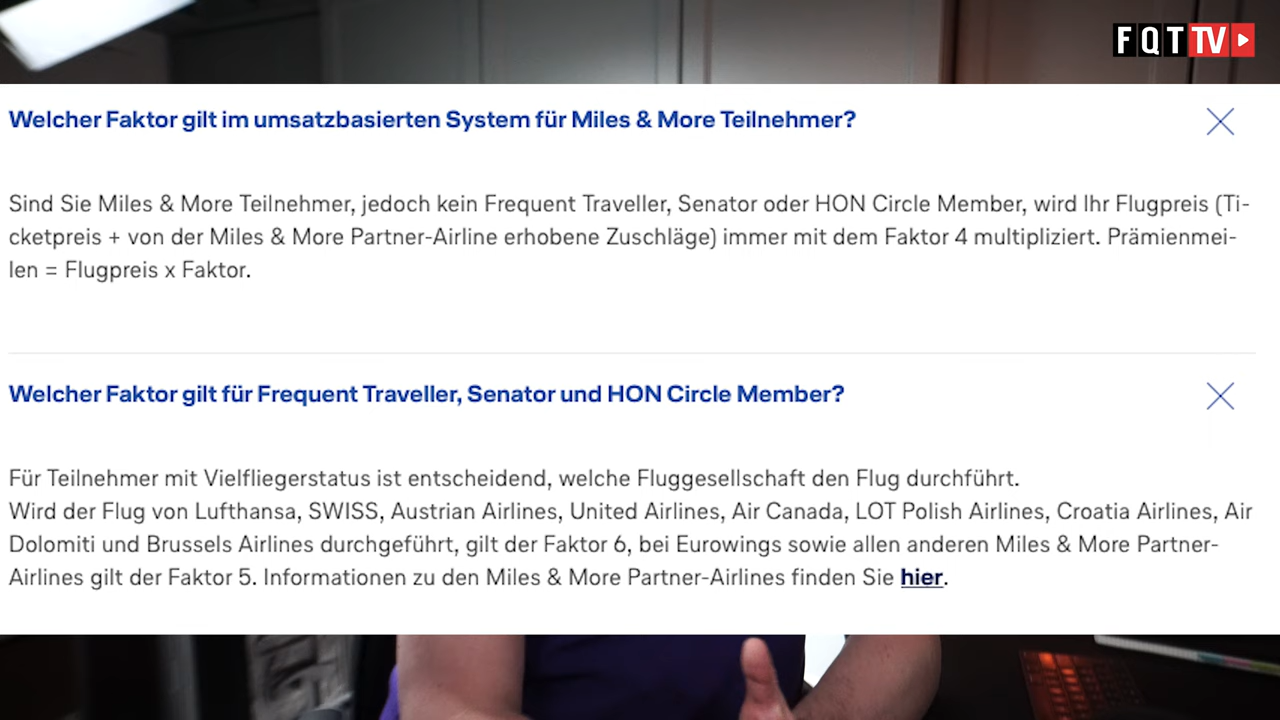 FQT TV
Welcher Faktor gilt im umsatzbasierten System für Miles & More Teilnehmer?
Sind Sie Miles & More Teilnehmer, jedoch kein Frequent Traveller, Senator oder HON Circle Member, wird Ihr Flugpreis (Ti-
cketpreis + von der Miles & More Partner-Airline erhobene Zuschläge) immer mit dem Faktor 4 multipliziert. Prämienmei-
len = Flugpreis x Faktor.
Welcher Faktor gilt für Frequent Traveller, Senator und HON Circle Member?
Für Teilnehmer mit Vielfliegerstatus ist entscheidend, welche Fluggesellschaft den Flug durchführt.
Wird der Flug von Lufthansa, SWISS, Austrian Airlines, United Airlines, Air Canada, LOT Polish Airlines, Croatia Airlines, Air
Dolomiti und Brussels Airlines durchgeführt, gilt der Faktor 6, bei Eurowings sowie allen anderen Miles & More Partner-
Airlines gilt der Faktor 5. Informationen zu den Miles & More Partner-Airlines finden Sie hier.